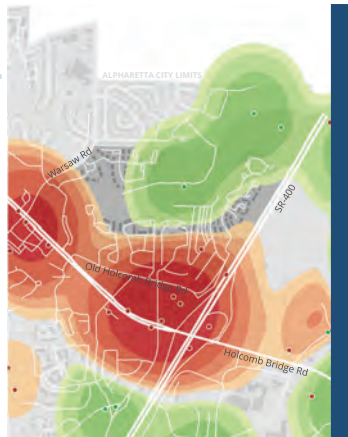 ALPHARETTA CITY LIMITS
Warsaw Rd
SR-400
Old Holcomb Bridge Rd
Holcomb Bridge Rd